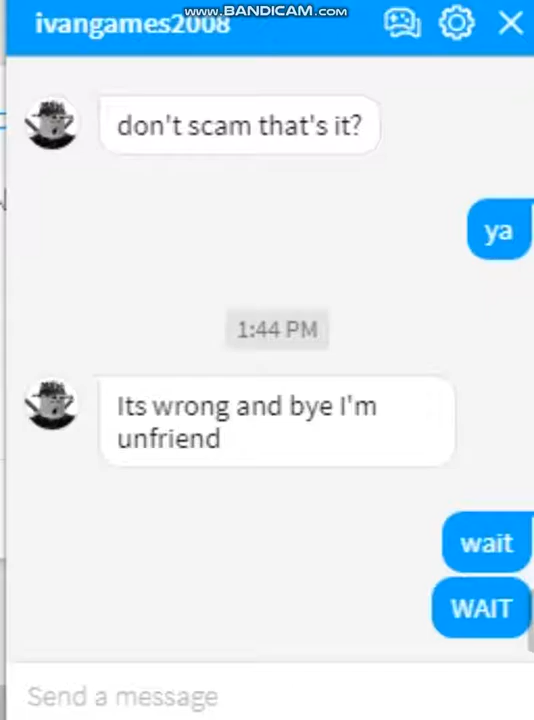 www.BANDICAM.com
ivangames2008
don't scam that's it?
ya
1:44 PM
Its wrong and bye I'm
unfriend
wait
WAIT
Send a message